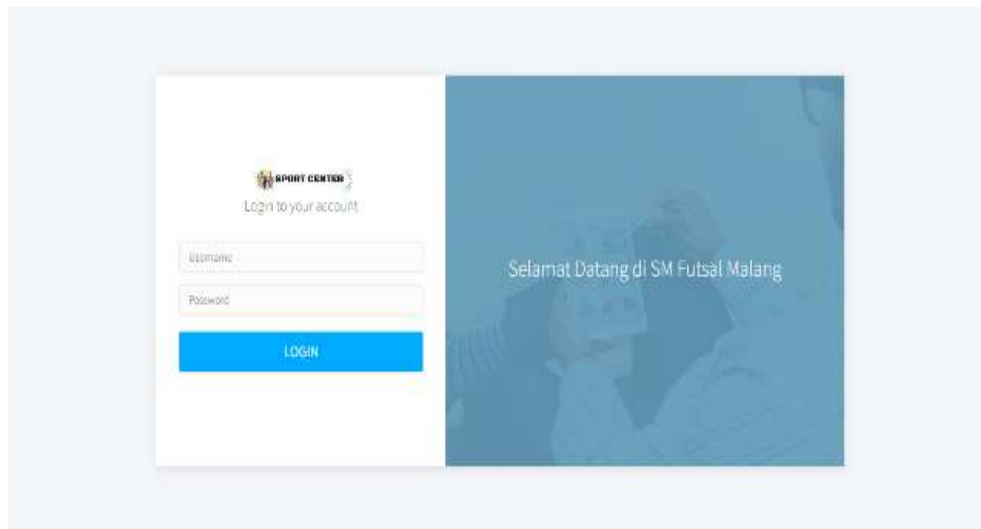 SPORT CENTER
Login to your account
Username
Password
LOGIN
Selamat Datang di SM Futsal Malang